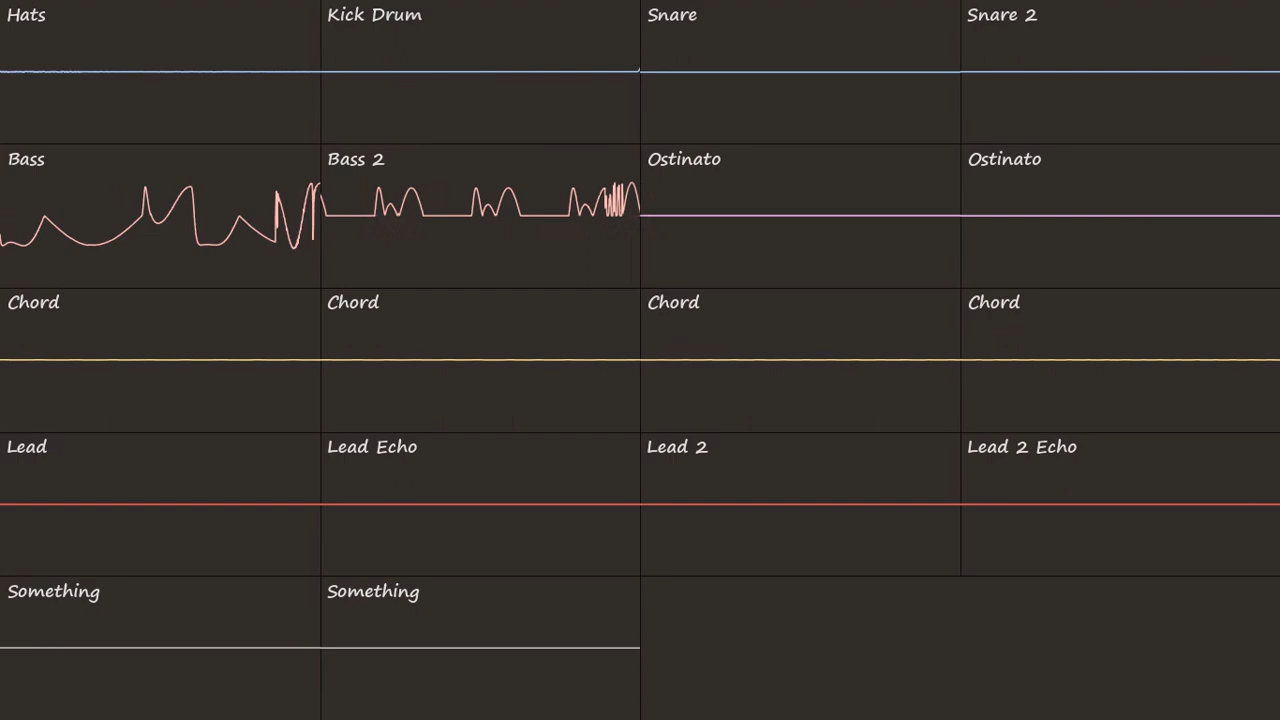 Hats
Kick Drum
Snare
Snare 2
Bass
Bass 2
Ostinato
Ostinato
Chord
Chord
Chord
Chord
Lead
Lead Echo
Lead 2
Lead 2 Echo
Something
Something